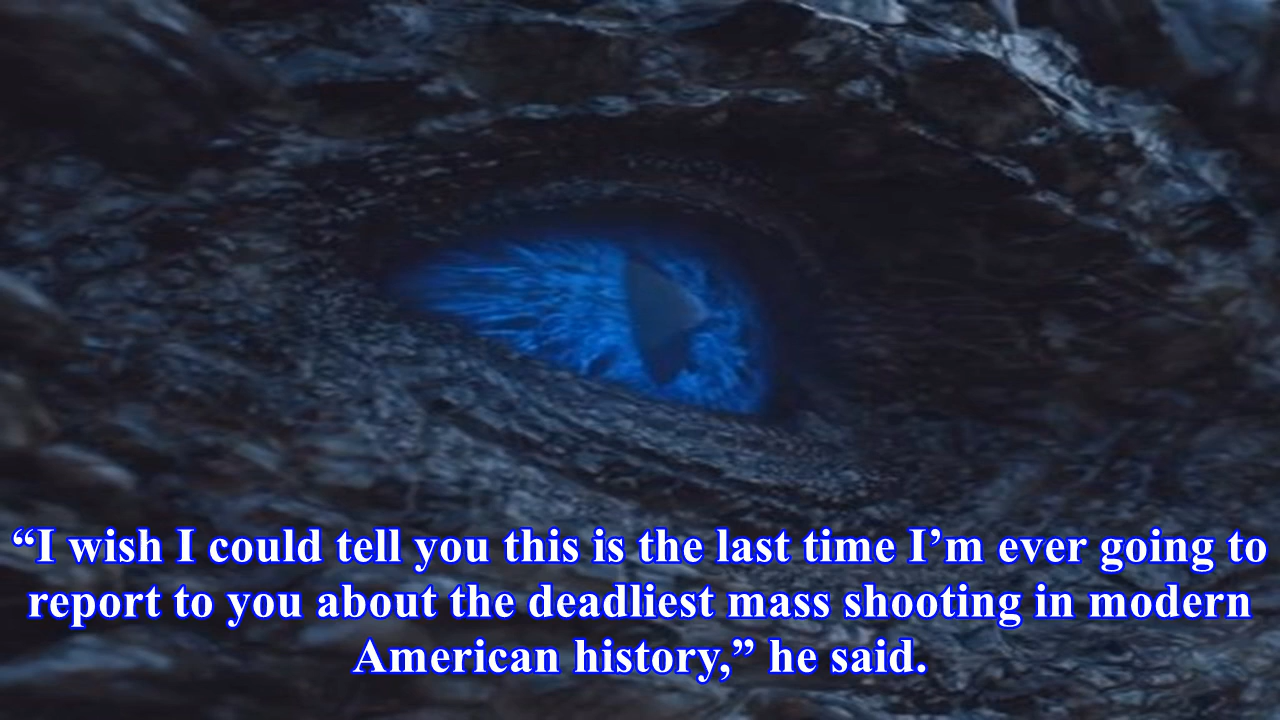 “I wish I could tell you this is the last time I’m ever going to
report to you about the deadliest mass shooting in modern
American history,” he said.